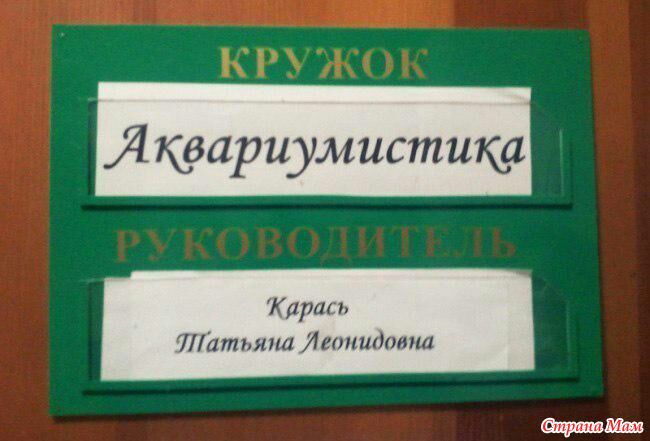 КРУЖОК
Аквариумистика
РУКОВОДИТЕЛЬ
Карась
Татьяна Леонидовна
Страна Мам